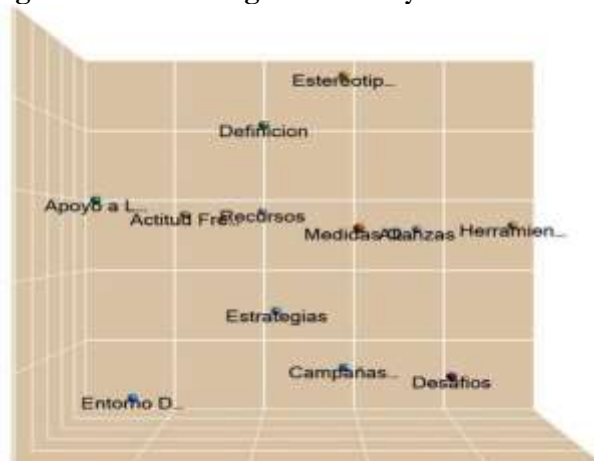 Estereotip...
Definicion
Apoyo a L...
Actitud Fre...
Recursos
Medidas
Alianzas
Herramien...
Estrategias
Campañas...
Desafios
Entorno D...